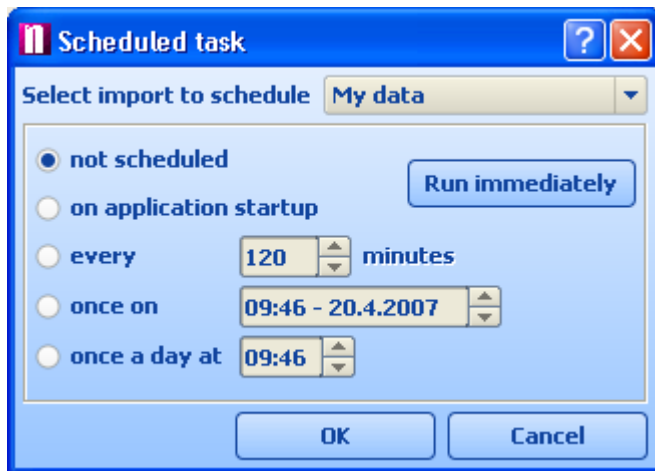 Scheduled task
Select import to schedule My data
not scheduled
Run immediately
on application startup
every 120 minutes
once on 09:46 - 20.4.2007
once a day at 09:46
OK Cancel